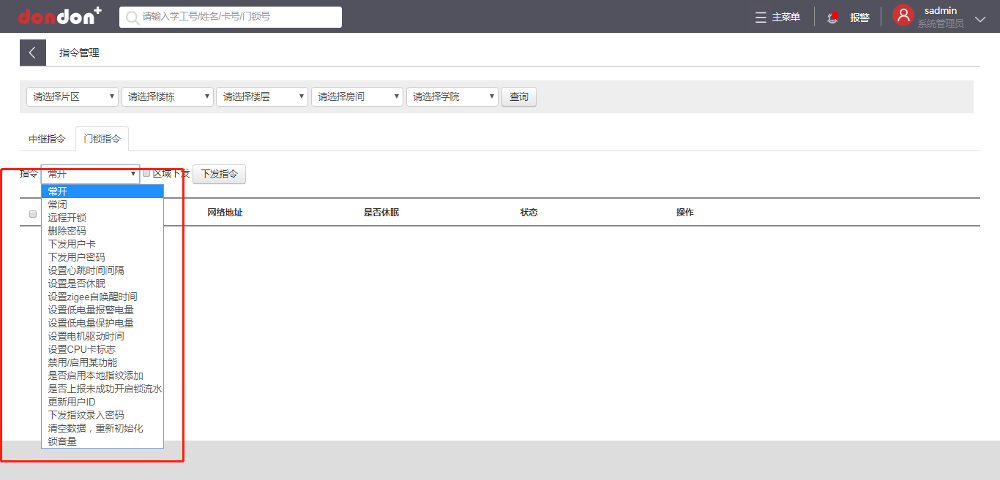 dondon+
请输入学工号/姓名/卡号/门锁号
主菜单
报警
sadmin
系统管理员
指令管理
请选择片区
请选择楼栋
请选择楼层
请选择房间
请选择学院
查询
中继指令
门锁指令
指令
常开
区域下发
下发指令
网络地址
是否休眠
状态
操作
常开
常闭
远程开锁
删除密码
下发用户卡
下发用户密码
设置心跳时间间隔
设置是否休眠
设置zigee自唤醒时间
设置低电量报警电量
设置低电量保护电量
设置电机驱动时间
设置CPU卡标志
禁用/启用某功能
是否启用本地指纹添加
是否上报未成功开启锁流水
更新用户ID
下发指纹录入密码
清空数据，重新初始化
锁音量